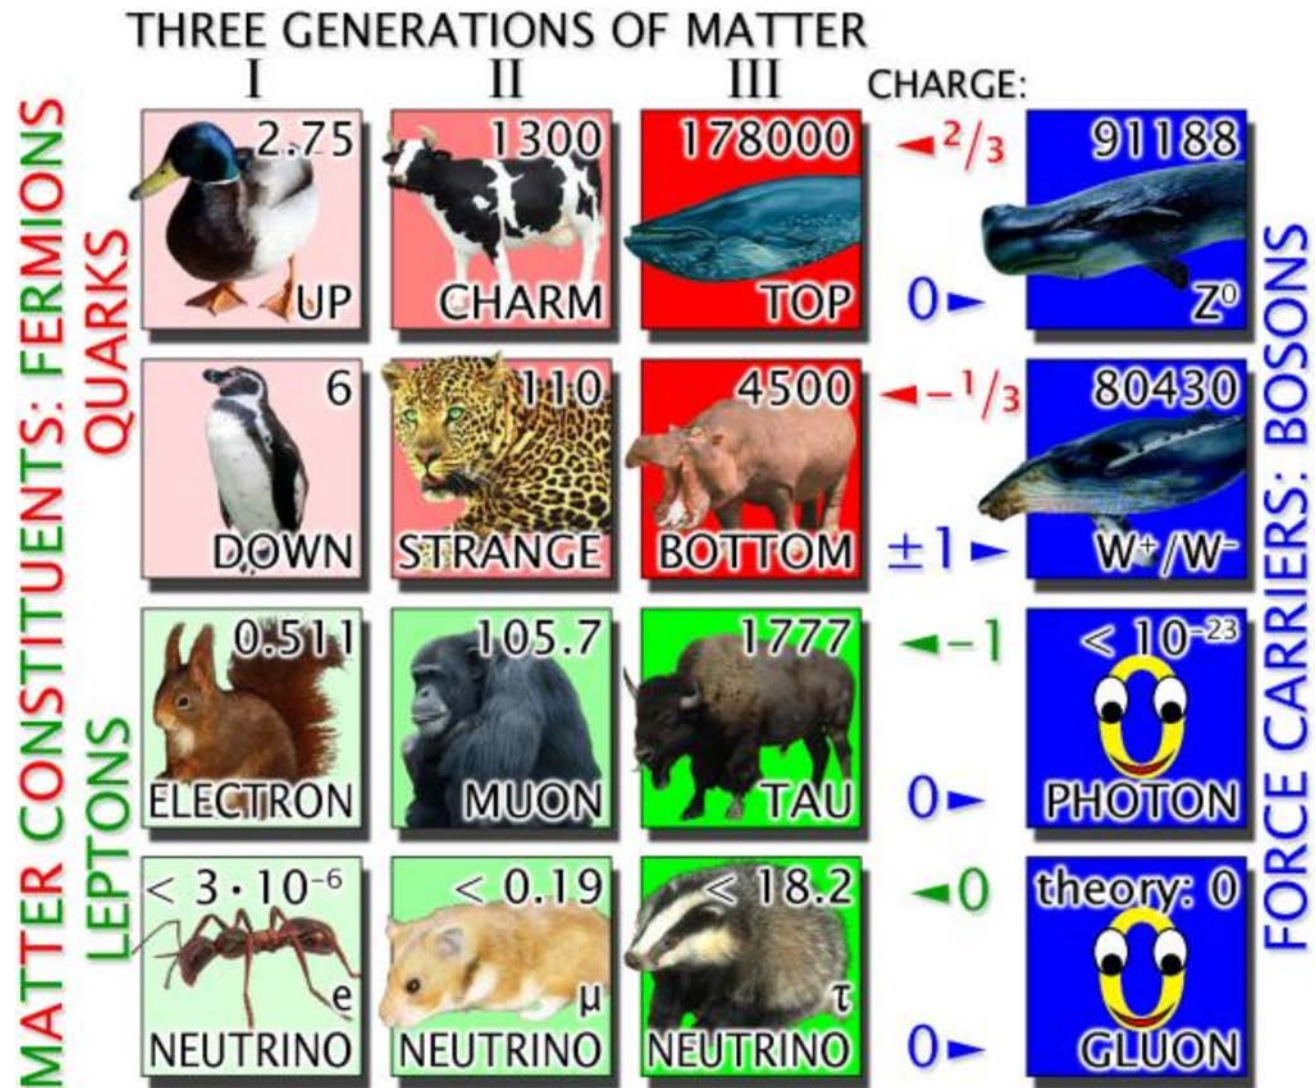 THREE GENERATIONS OF MATTER
I II III CHARGE:
MATTER CONSTITUENTS: FERMIONS
QUARKS
LEPTONS
2.75
UP
1300
CHARM
178000
TOP
◄ 2/3
0 ►
91188
Z⁰
6
DOWN
110
STRANGE
4500
BOTTOM
◄ −1/3
±1 ►
80430
W⁺/W⁻
0.511
ELECTRON
105.7
MUON
1777
TAU
◄ −1
0 ►
< 10⁻²³
PHOTON
< 3·10⁻⁶
e
NEUTRINO
< 0.19
μ
NEUTRINO
< 18.2
τ
NEUTRINO
◄ 0
0 ►
theory: 0
GLUON
FORCE CARRIERS: BOSONS